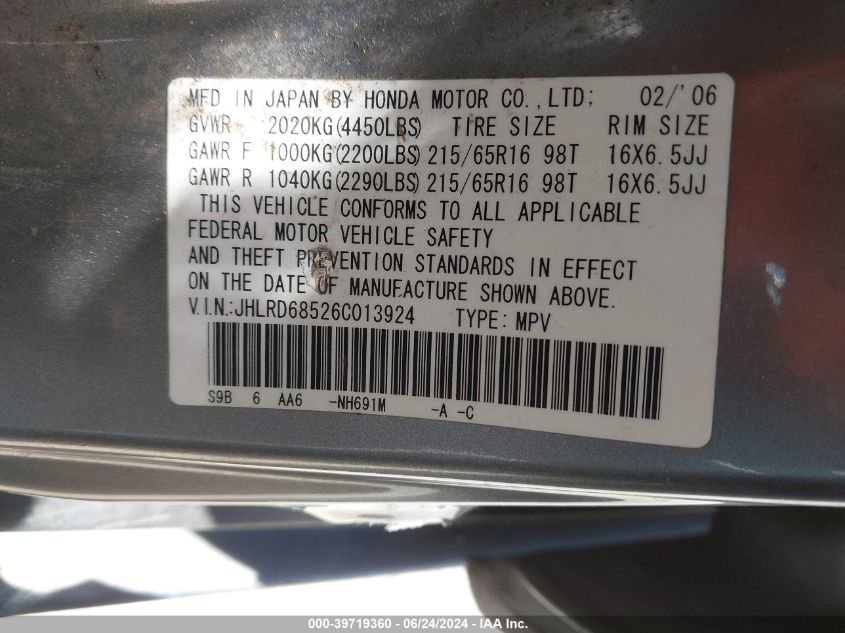 MFD. IN JAPAN BY HONDA MOTOR CO.,LTD; 02/'06
GVWR 2020KG(4450LBS) TIRE SIZE RIM SIZE
GAWR F 1000KG(2200LBS) 215/65R16 98T 16X6.5JJ
GAWR R 1040KG(2290LBS) 215/65R16 98T 16X6.5JJ
THIS VEHICLE CONFORMS TO ALL APPLICABLE
FEDERAL MOTOR VEHICLE SAFETY
AND THEFT PREVENTION STANDARDS IN EFFECT
ON THE DATE OF MANUFACTURE SHOWN ABOVE.
V.I.N.:JHLRD68526C013924 TYPE: MPV
S9B 6 AA6 -NH691M -A -C
000-39719360 - 06/24/2024 - IAA Inc.